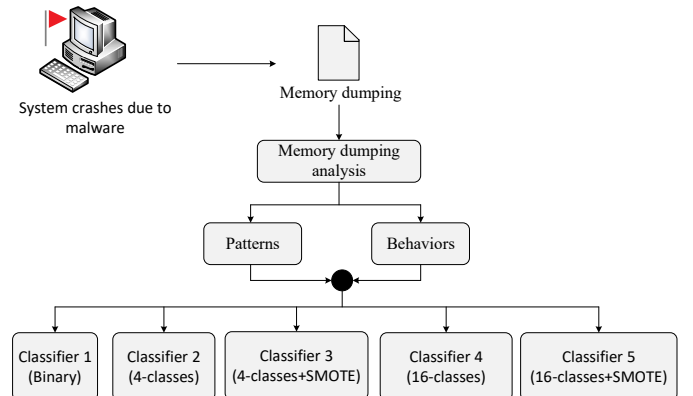 System crashes due to
malware
Memory dumping
Memory dumping
analysis
Patterns
Behaviors
Classifier 1
(Binary)
Classifier 2
(4-classes)
Classifier 3
(4-classes+SMOTE)
Classifier 4
(16-classes)
Classifier 5
(16-classes+SMOTE)